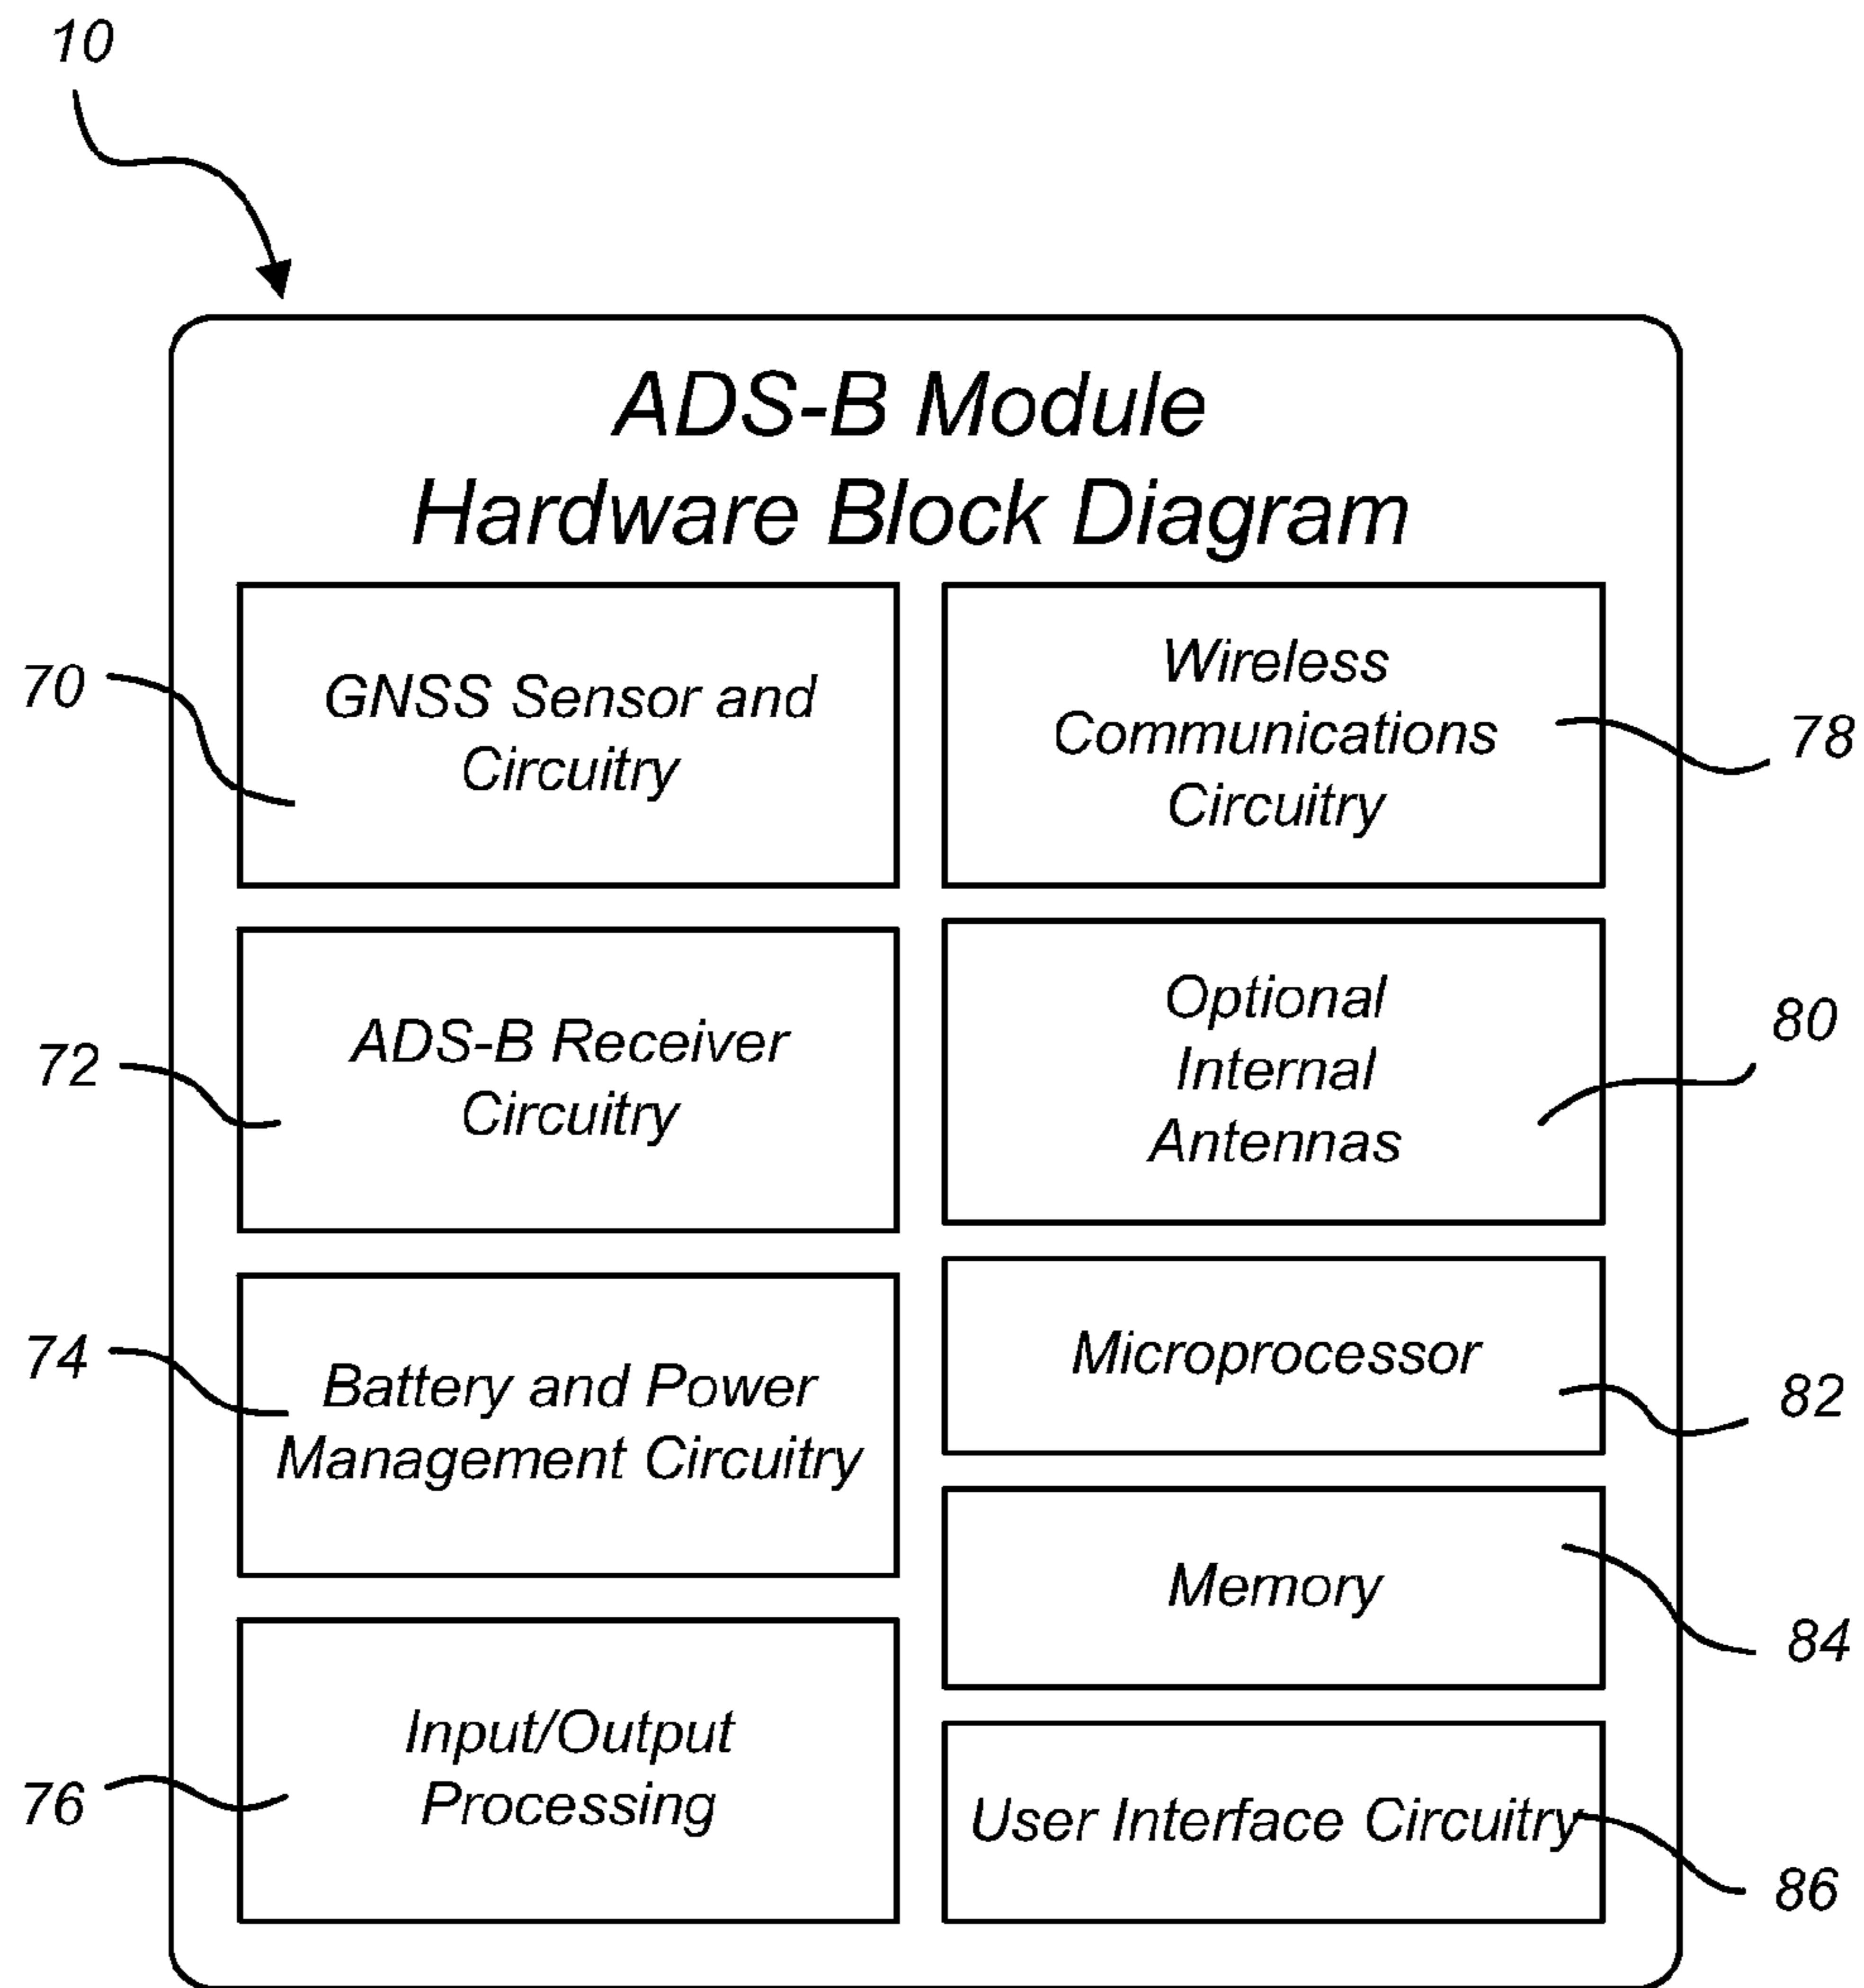 10
ADS-B Module
Hardware Block Diagram
70
GNSS Sensor and
Circuitry
Wireless
Communications
Circuitry
78
72
ADS-B Receiver
Circuitry
Optional
Internal
Antennas
80
74
Battery and Power
Management Circuitry
Microprocessor
82
Memory
84
76
Input/Output
Processing
User Interface Circuitry
86